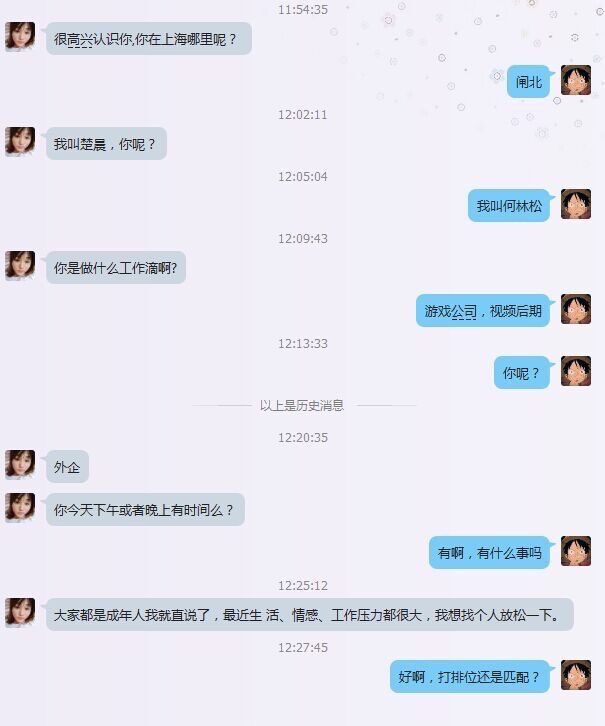 11:54:35
很高兴认识你,你在上海哪里呢？
闸北
12:02:11
我叫楚晨，你呢？
12:05:04
我叫何林松
12:09:43
你是做什么工作滴啊?
游戏公司，视频后期
12:13:33
你呢？
以上是历史消息
12:20:35
外企
你今天下午或者晚上有时间么？
有啊，有什么事吗
12:25:12
大家都是成年人我就直说了，最近生 活、情感、工作压力都很大，我想找个人放松一下。
12:27:45
好啊，打排位还是匹配？